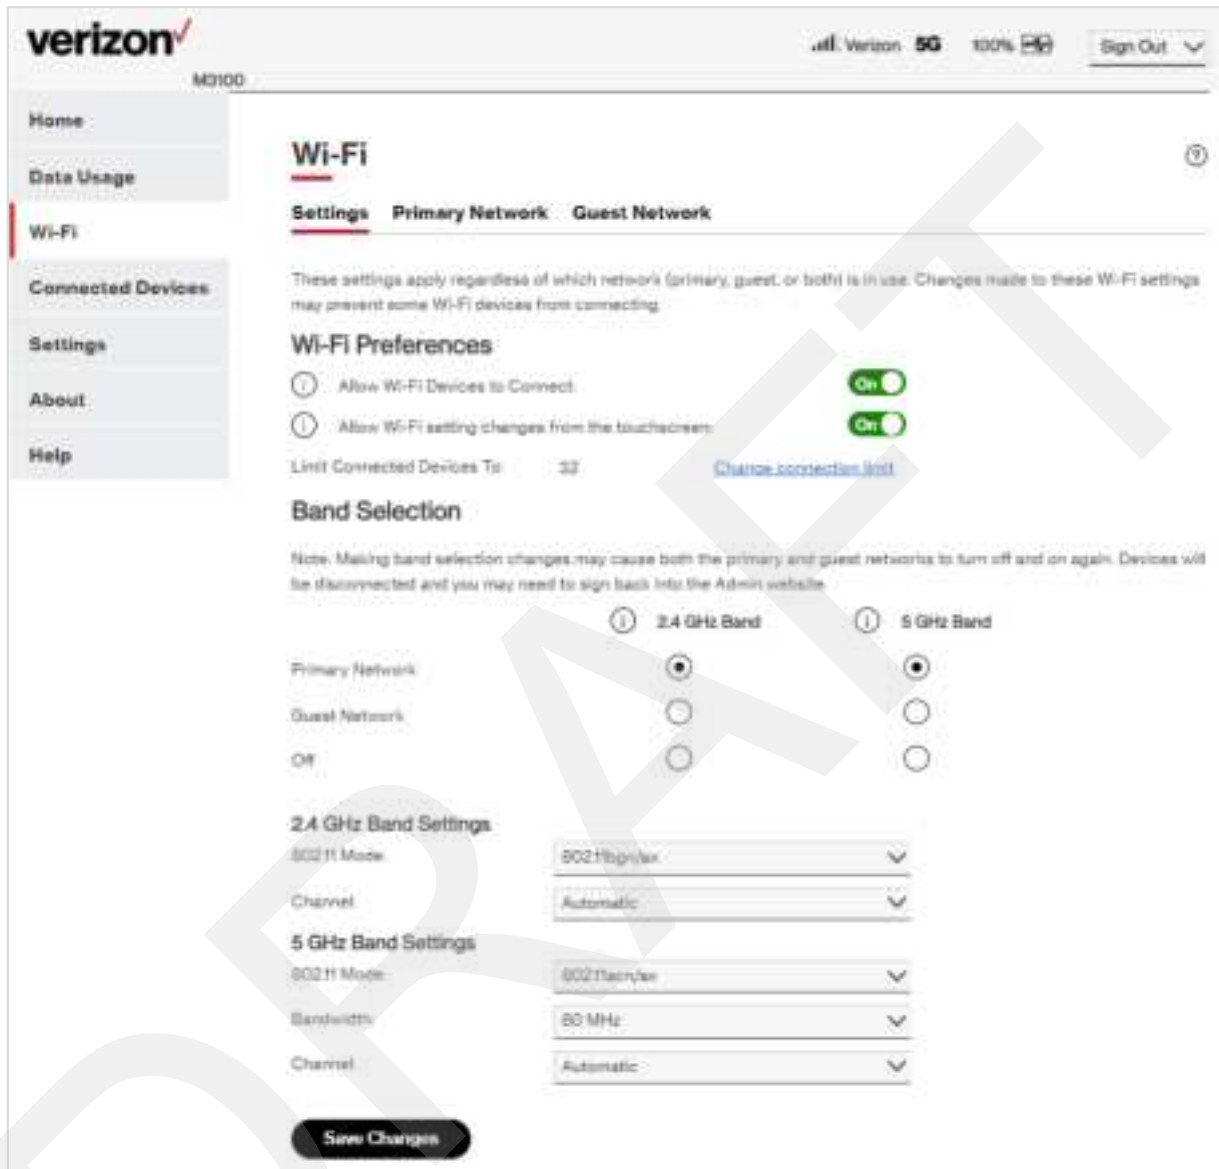 verizon
Verizon 5G 100% Sign Out
M3100
Home
Data Usage
Wi-Fi
Connected Devices
Settings
About
Help
Wi-Fi
Settings Primary Network Guest Network
These settings apply regardless of which network (primary, guest, or both) is in use. Changes made to these Wi-Fi settings
may prevent some Wi-Fi devices from connecting.
Wi-Fi Preferences
Allow Wi-Fi Devices to Connect: On
Allow Wi-Fi setting changes from the touchscreen: On
Limit Connected Devices To: 32 Change connection limit
Band Selection
Note: Making band selection changes may cause both the primary and guest networks to turn off and on again. Devices will
be disconnected and you may need to sign back into the Admin website.
2.4 GHz Band 5 GHz Band
Primary Network
Guest Network
Off
2.4 GHz Band Settings
802.11 Mode: 802.11bgn/ax
Channel: Automatic
5 GHz Band Settings
802.11 Mode: 802.11acn/ax
Bandwidth: 80 MHz
Channel: Automatic
Save Changes
DRAFT